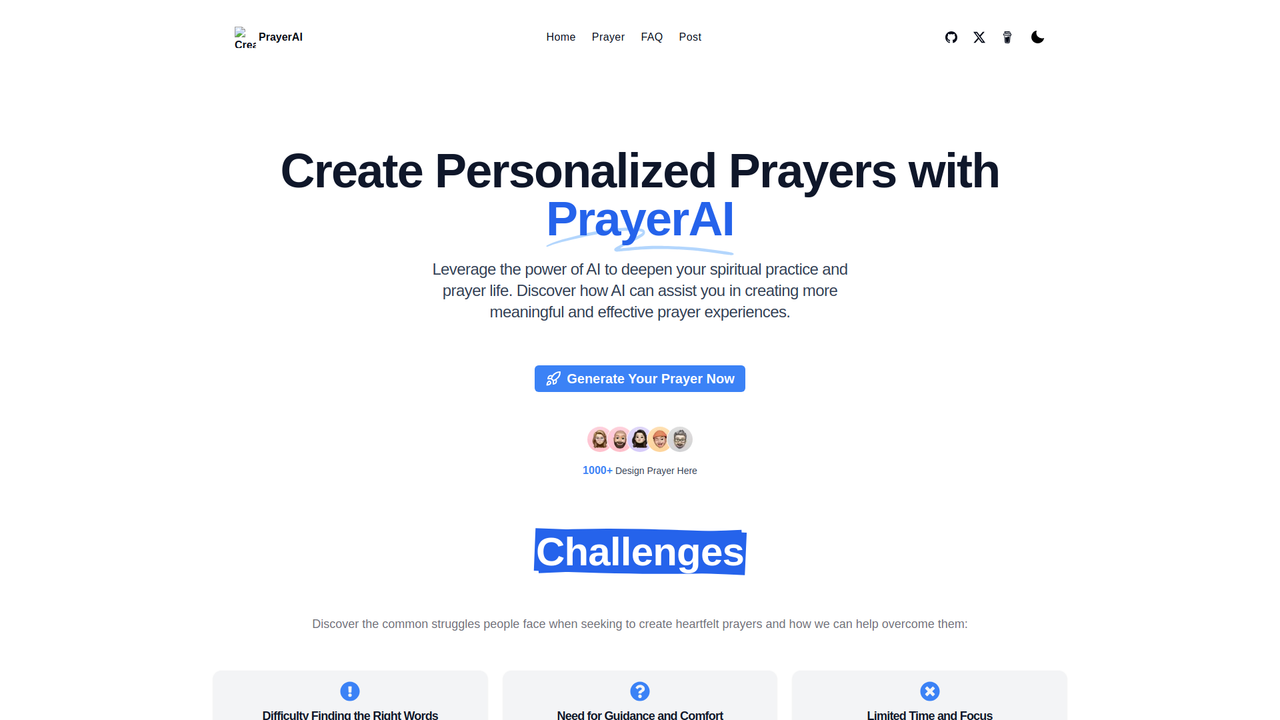 Crea
PrayerAI
Home Prayer FAQ Post
Create Personalized Prayers with
PrayerAI
Leverage the power of AI to deepen your spiritual practice and
prayer life. Discover how AI can assist you in creating more
meaningful and effective prayer experiences.
Generate Your Prayer Now
1000+ Design Prayer Here
Challenges
Discover the common struggles people face when seeking to create heartfelt prayers and how we can help overcome them:
Difficulty Finding the Right Words
Need for Guidance and Comfort
Limited Time and Focus